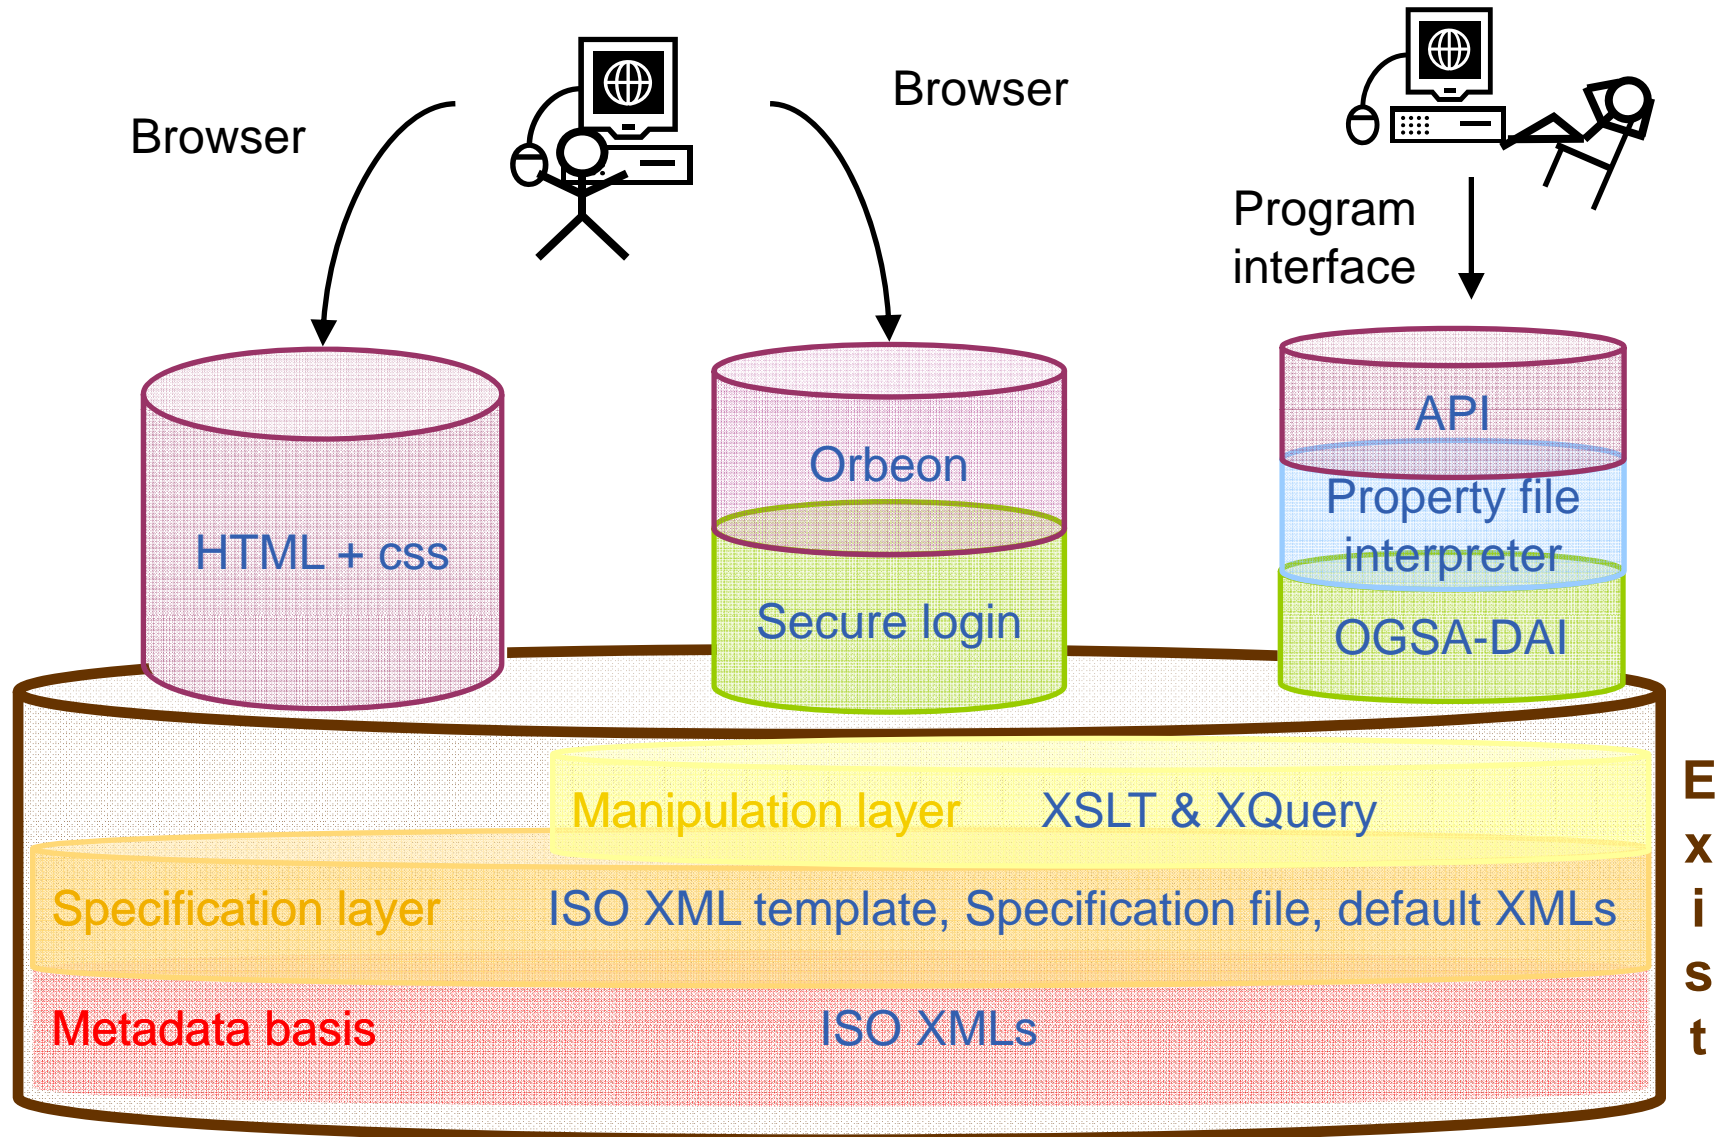 Browser
Browser
Program
interface
HTML + css
Orbeon
Secure login
API
Property file
interpreter
OGSA-DAI
Manipulation layer XSLT & XQuery
Specification layer ISO XML template, Specification file, default XMLs
Metadata basis ISO XMLs
E
x
i
s
t